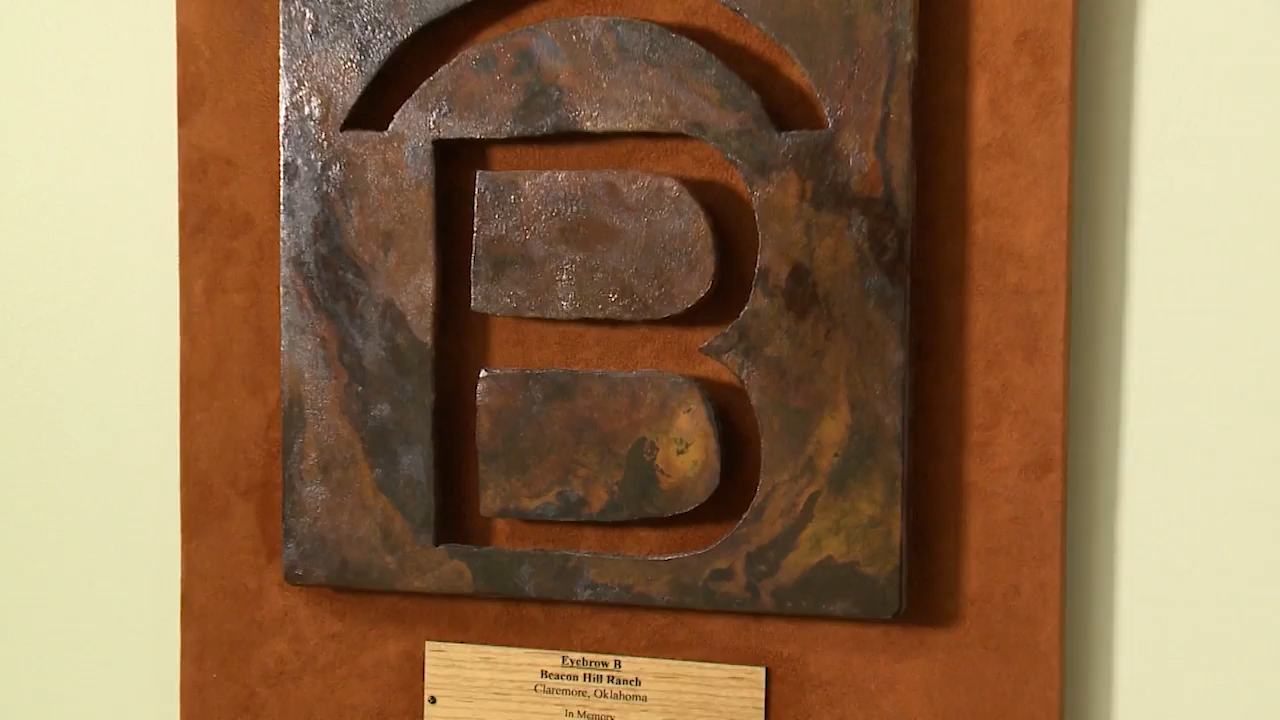 B
Eyebrow B
Beacon Hill Ranch
Claremore, Oklahoma
In Memory